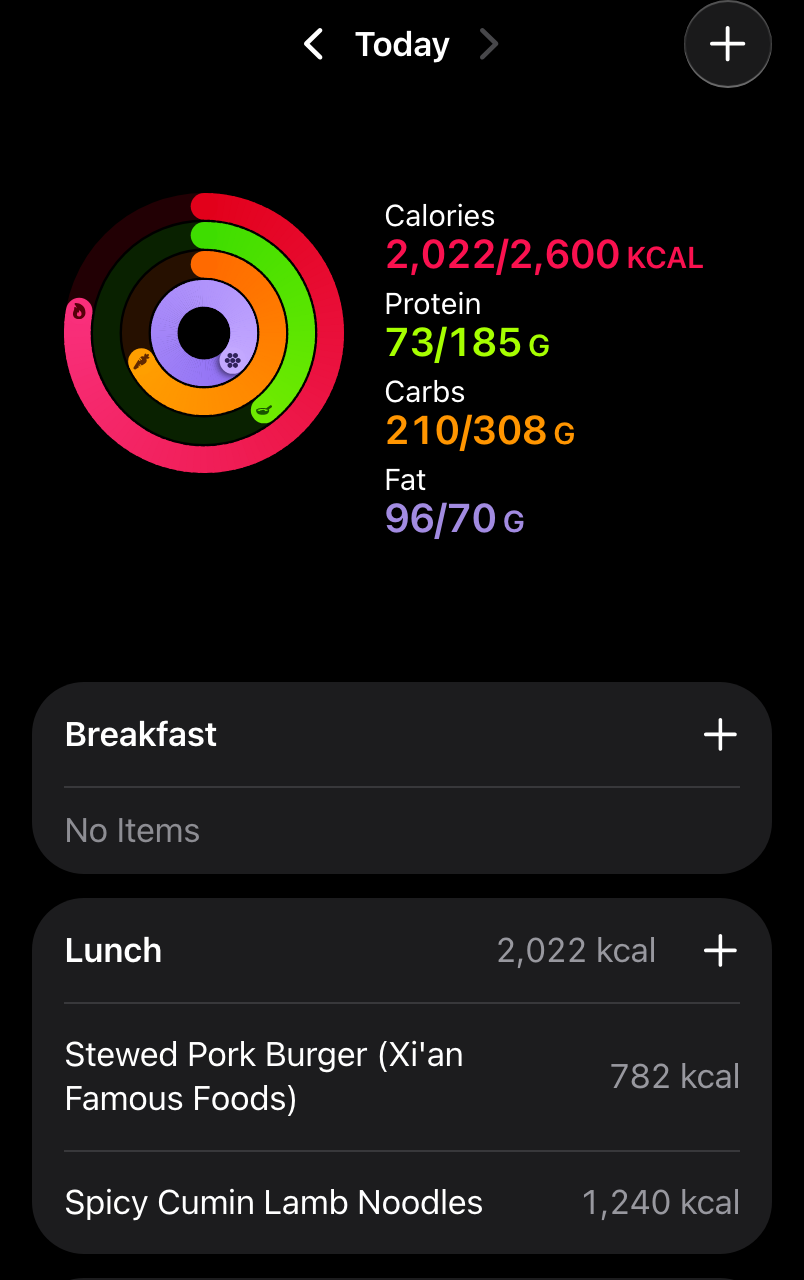 Today
Calories
2,022/2,600 KCAL
Protein
73/185 G
Carbs
210/308 G
Fat
96/70 G
Breakfast
No Items
Lunch 2,022 kcal
Stewed Pork Burger (Xi'an
Famous Foods) 782 kcal
Spicy Cumin Lamb Noodles 1,240 kcal